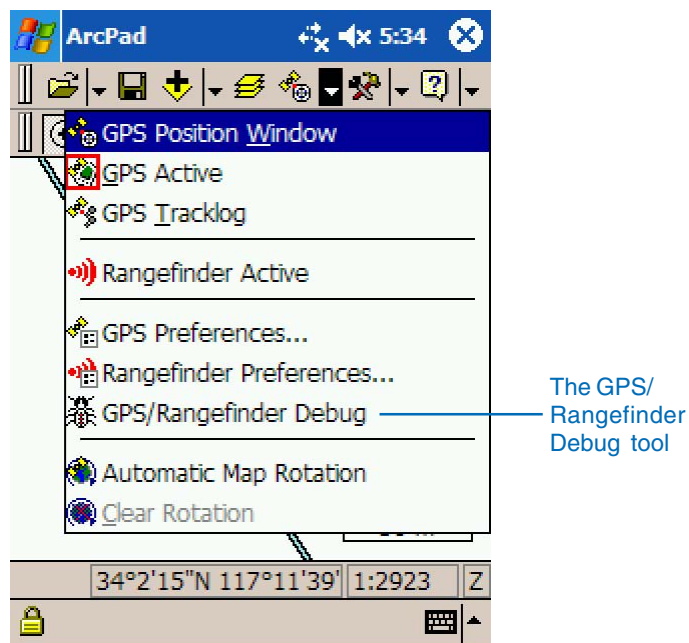 ArcPad 5:34
GPS Position Window
GPS Active
GPS Tracklog
Rangefinder Active
GPS Preferences...
Rangefinder Preferences...
GPS/Rangefinder Debug
The GPS/
Rangefinder
Debug tool
Automatic Map Rotation
Clear Rotation
34°2'15"N 117°11'39' 1:2923 Z